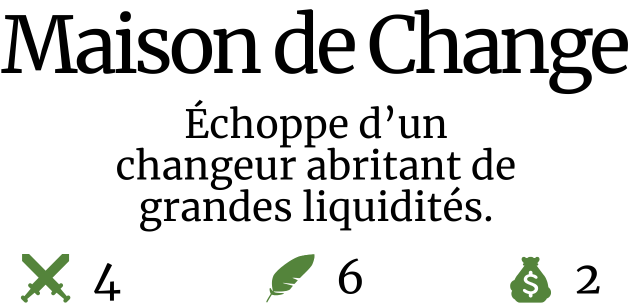 Maison de Change
Échoppe d’un
changeur abritant de
grandes liquidités.
4 6 $ 2